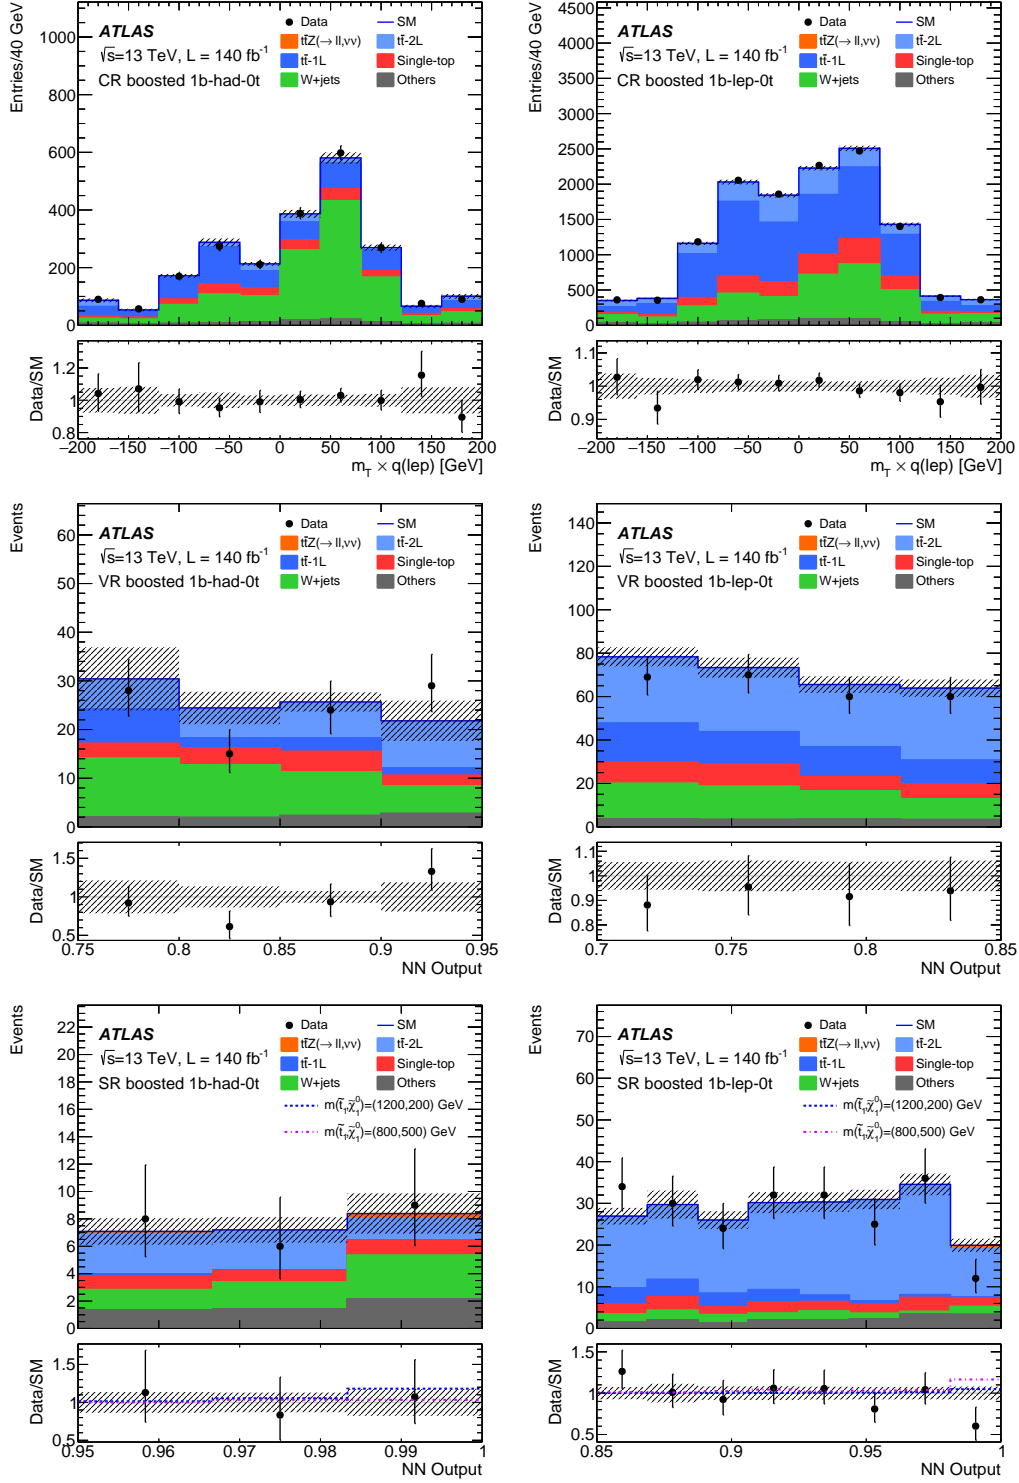 Entries/40 GeV
1000
800
600
400
200
0
ATLAS
√s=13 TeV, L = 140 fb⁻¹
CR boosted 1b-had-0t
Data
SM
tt̄Z(→ ll,νν)
tt̄-2L
tt̄-1L
Single-top
W+jets
Others
Data/SM
1.2
1
0.8
−200 −150 −100 −50 0 50 100 150 200
m_T × q(lep) [GeV]
Entries/40 GeV
4500
4000
3500
3000
2500
2000
1500
1000
500
0
ATLAS
√s=13 TeV, L = 140 fb⁻¹
CR boosted 1b-lep-0t
Data
SM
tt̄Z(→ ll,νν)
tt̄-2L
tt̄-1L
Single-top
W+jets
Others
Data/SM
1.1
1
0.9
−200 −150 −100 −50 0 50 100 150 200
m_T × q(lep) [GeV]
Events
60
50
40
30
20
10
0
ATLAS
√s=13 TeV, L = 140 fb⁻¹
VR boosted 1b-had-0t
Data
SM
tt̄Z(→ ll,νν)
tt̄-2L
tt̄-1L
Single-top
W+jets
Others
Data/SM
1.5
1
0.5
0.75 0.8 0.85 0.9 0.95
NN Output
Events
140
120
100
80
60
40
20
0
ATLAS
√s=13 TeV, L = 140 fb⁻¹
VR boosted 1b-lep-0t
Data
SM
tt̄Z(→ ll,νν)
tt̄-2L
tt̄-1L
Single-top
W+jets
Others
Data/SM
1.1
1
0.9
0.8
0.7 0.75 0.8 0.85
NN Output
Events
22
20
18
16
14
12
10
8
6
4
2
0
ATLAS
√s=13 TeV, L = 140 fb⁻¹
SR boosted 1b-had-0t
Data
SM
tt̄Z(→ ll,νν)
tt̄-2L
tt̄-1L
Single-top
W+jets
Others
m(t̃₁,χ̃₁⁰)=(1200,200) GeV
m(t̃₁,χ̃₁⁰)=(800,500) GeV
Data/SM
1.5
1
0.5
0.95 0.96 0.97 0.98 0.99 1
NN Output
Events
70
60
50
40
30
20
10
0
ATLAS
√s=13 TeV, L = 140 fb⁻¹
SR boosted 1b-lep-0t
Data
SM
tt̄Z(→ ll,νν)
tt̄-2L
tt̄-1L
Single-top
W+jets
Others
m(t̃₁,χ̃₁⁰)=(1200,200) GeV
m(t̃₁,χ̃₁⁰)=(800,500) GeV
Data/SM
1.5
1
0.5
0.85 0.9 0.95 1
NN Output